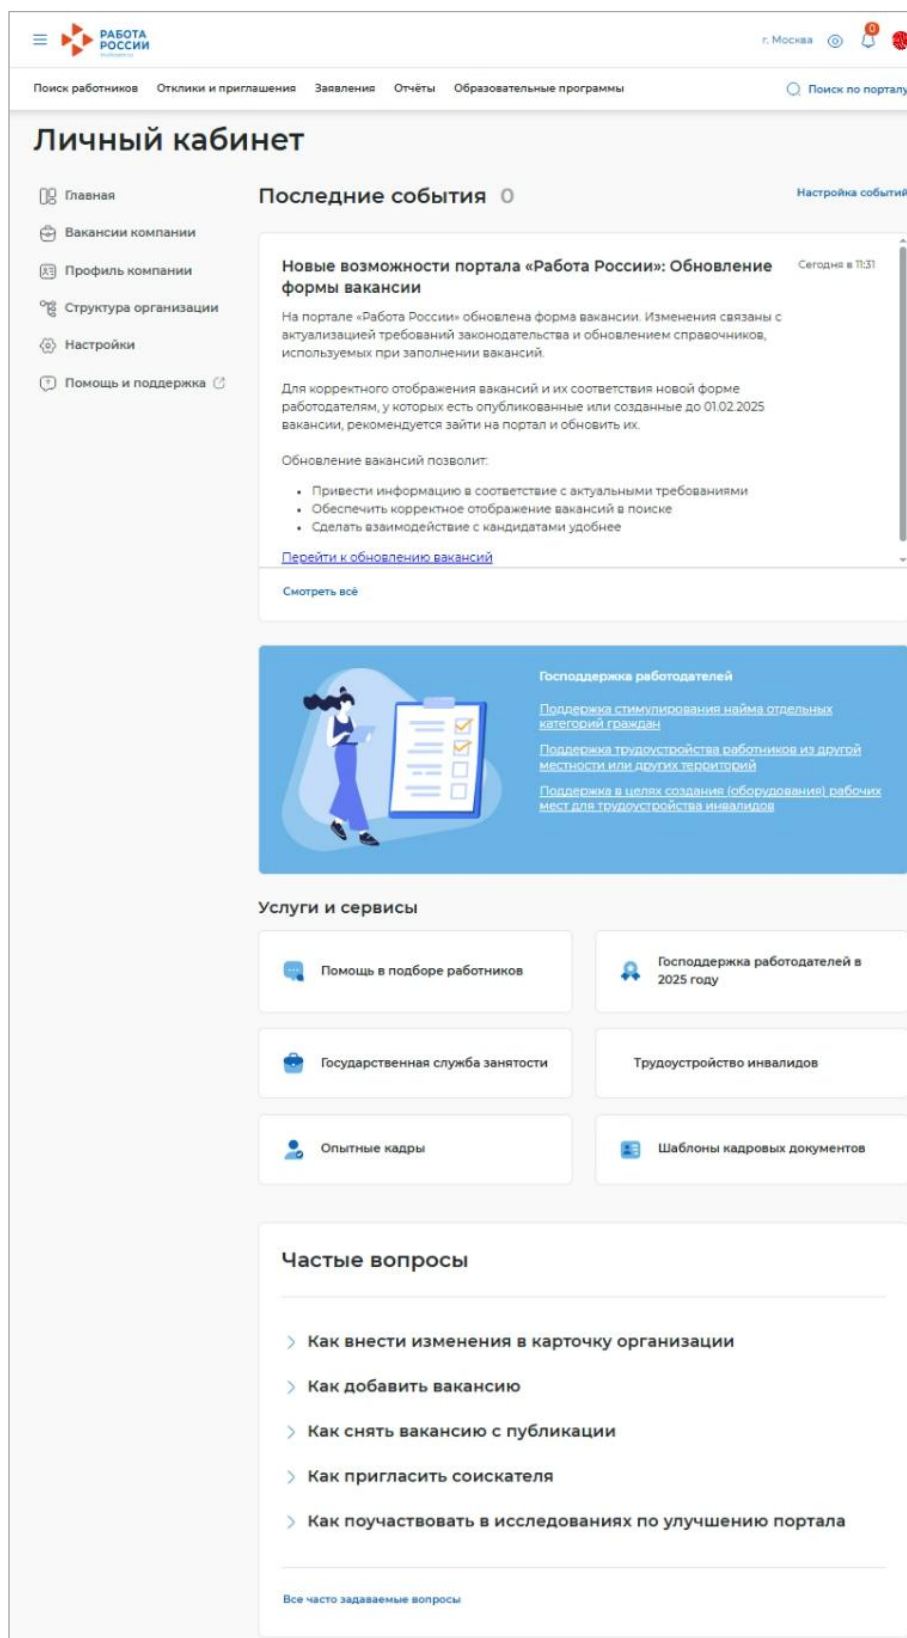 РАБОТА
РОССИИ
г. Москва
0
Поиск работников Отклики и приглашения Заявления Отчёты Образовательные программы
Поиск по порталу
Личный кабинет
Главная
Вакансии компании
Профиль компании
Структура организации
Настройки
Помощь и поддержка
Последние события 0
Настройка событий
Новые возможности портала «Работа России»: Обновление
формы вакансии
Сегодня в 11:31
На портале «Работа России» обновлена форма вакансии. Изменения связаны с
актуализацией требований законодательства и обновлением справочников,
используемых при заполнении вакансий.
Для корректного отображения вакансий и их соответствия новой форме
работодателям, у которых есть опубликованные или созданные до 01.02.2025
вакансии, рекомендуется зайти на портал и обновить их.
Обновление вакансий позволит:
• Привести информацию в соответствие с актуальными требованиями
• Обеспечить корректное отображение вакансий в поиске
• Сделать взаимодействие с кандидатами удобнее
Перейти к обновлению вакансий
Смотреть всё
Господдержка работодателей
Поддержка стимулирования найма отдельных
категорий граждан
Поддержка трудоустройства работников из другой
местности или других территорий
Поддержка в целях создания (оборудования) рабочих
мест для трудоустройства инвалидов
Услуги и сервисы
Помощь в подборе работников
Господдержка работодателей в
2025 году
Государственная служба занятости
Трудоустройство инвалидов
Опытные кадры
Шаблоны кадровых документов
Частые вопросы
Как внести изменения в карточку организации
Как добавить вакансию
Как снять вакансию с публикации
Как пригласить соискателя
Как поучаствовать в исследованиях по улучшению портала
Все часто задаваемые вопросы